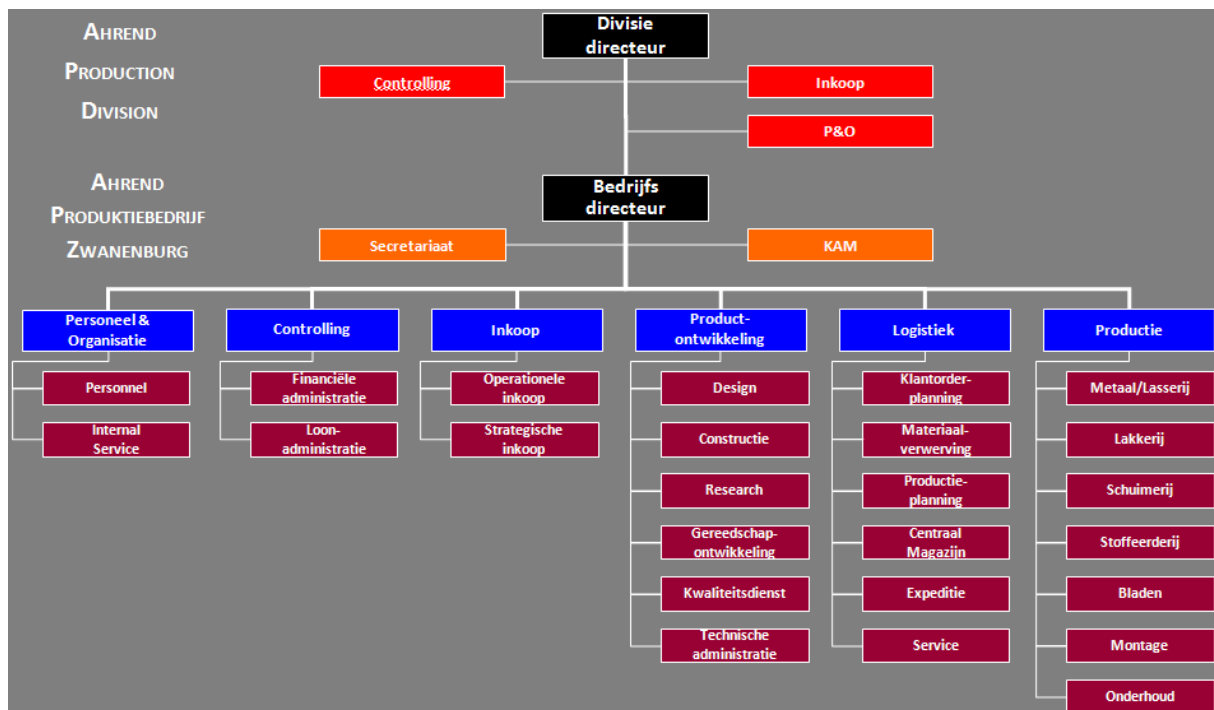 AHREND
PRODUCTION
DIVISION
Divisie
directeur
Controlling
Inkoop
P&O
AHREND
PRODUKTIEBEDRIJF
ZWANENBURG
Bedrijfs
directeur
Secretariaat
KAM
Personeel &
Organisatie
Controlling
Inkoop
Product-
ontwikkeling
Logistiek
Productie
Personnel
Internal
Service
Financiële
administratie
Loon-
administratie
Operationele
inkoop
Strategische
inkoop
Design
Constructie
Research
Gereedschap-
ontwikkeling
Kwaliteitsdienst
Technische
administratie
Klantorder-
planning
Materiaal-
verwerving
Productie-
planning
Centraal
Magazijn
Expeditie
Service
Metaal/Lasserij
Lakkerij
Schuimerij
Stoffeerderij
Bladen
Montage
Onderhoud